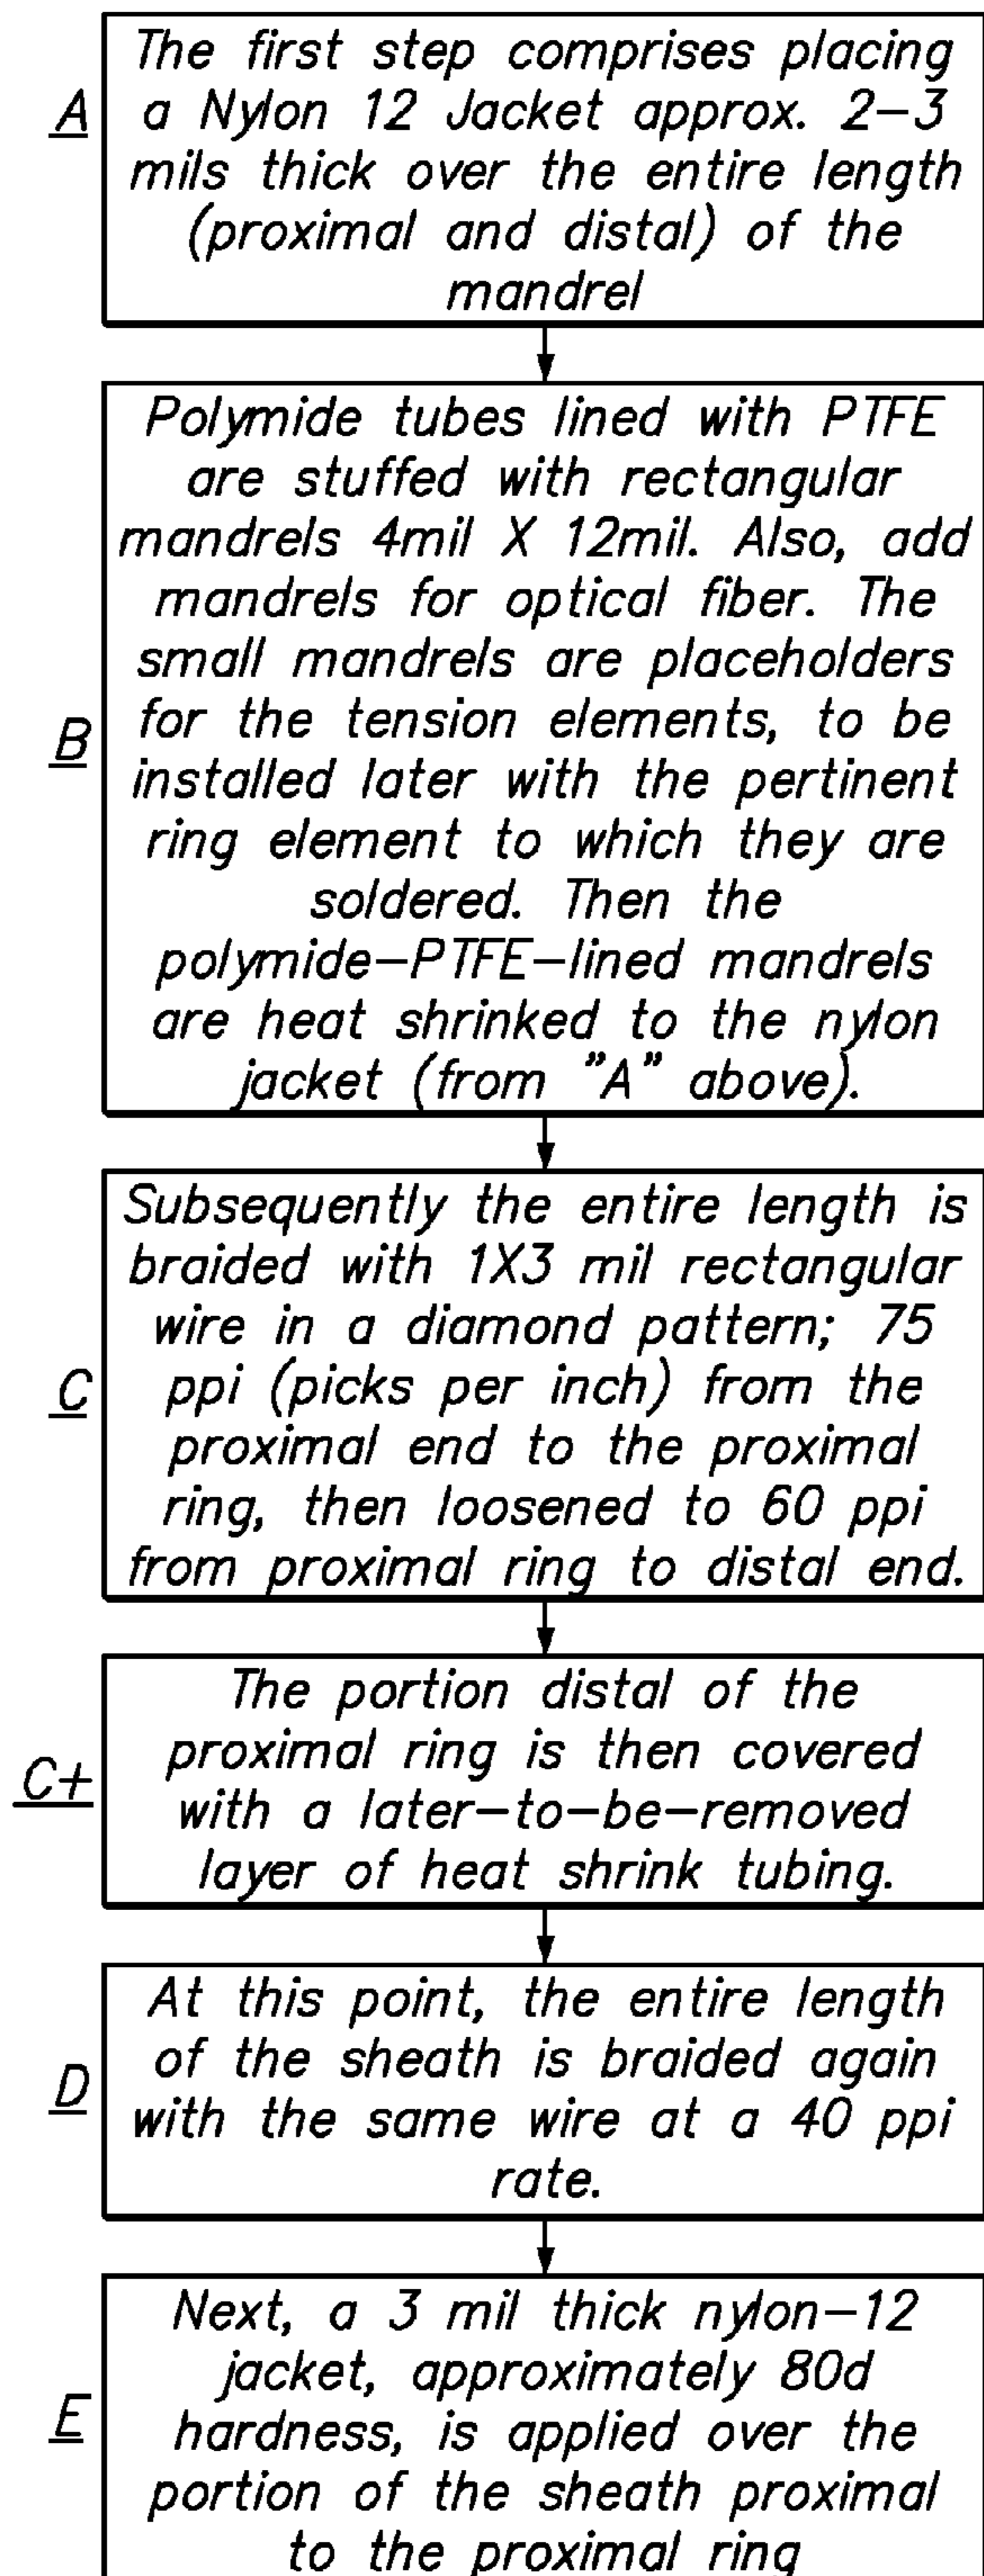 A
The first step comprises placing
a Nylon 12 Jacket approx. 2–3
mils thick over the entire length
(proximal and distal) of the
mandrel
B
Polymide tubes lined with PTFE
are stuffed with rectangular
mandrels 4mil X 12mil. Also, add
mandrels for optical fiber. The
small mandrels are placeholders
for the tension elements, to be
installed later with the pertinent
ring element to which they are
soldered. Then the
polymide–PTFE–lined mandrels
are heat shrinked to the nylon
jacket (from "A" above).
C
Subsequently the entire length is
braided with 1X3 mil rectangular
wire in a diamond pattern; 75
ppi (picks per inch) from the
proximal end to the proximal
ring, then loosened to 60 ppi
from proximal ring to distal end.
C+
The portion distal of the
proximal ring is then covered
with a later–to–be–removed
layer of heat shrink tubing.
D
At this point, the entire length
of the sheath is braided again
with the same wire at a 40 ppi
rate.
E
Next, a 3 mil thick nylon–12
jacket, approximately 80d
hardness, is applied over the
portion of the sheath proximal
to the proximal ring